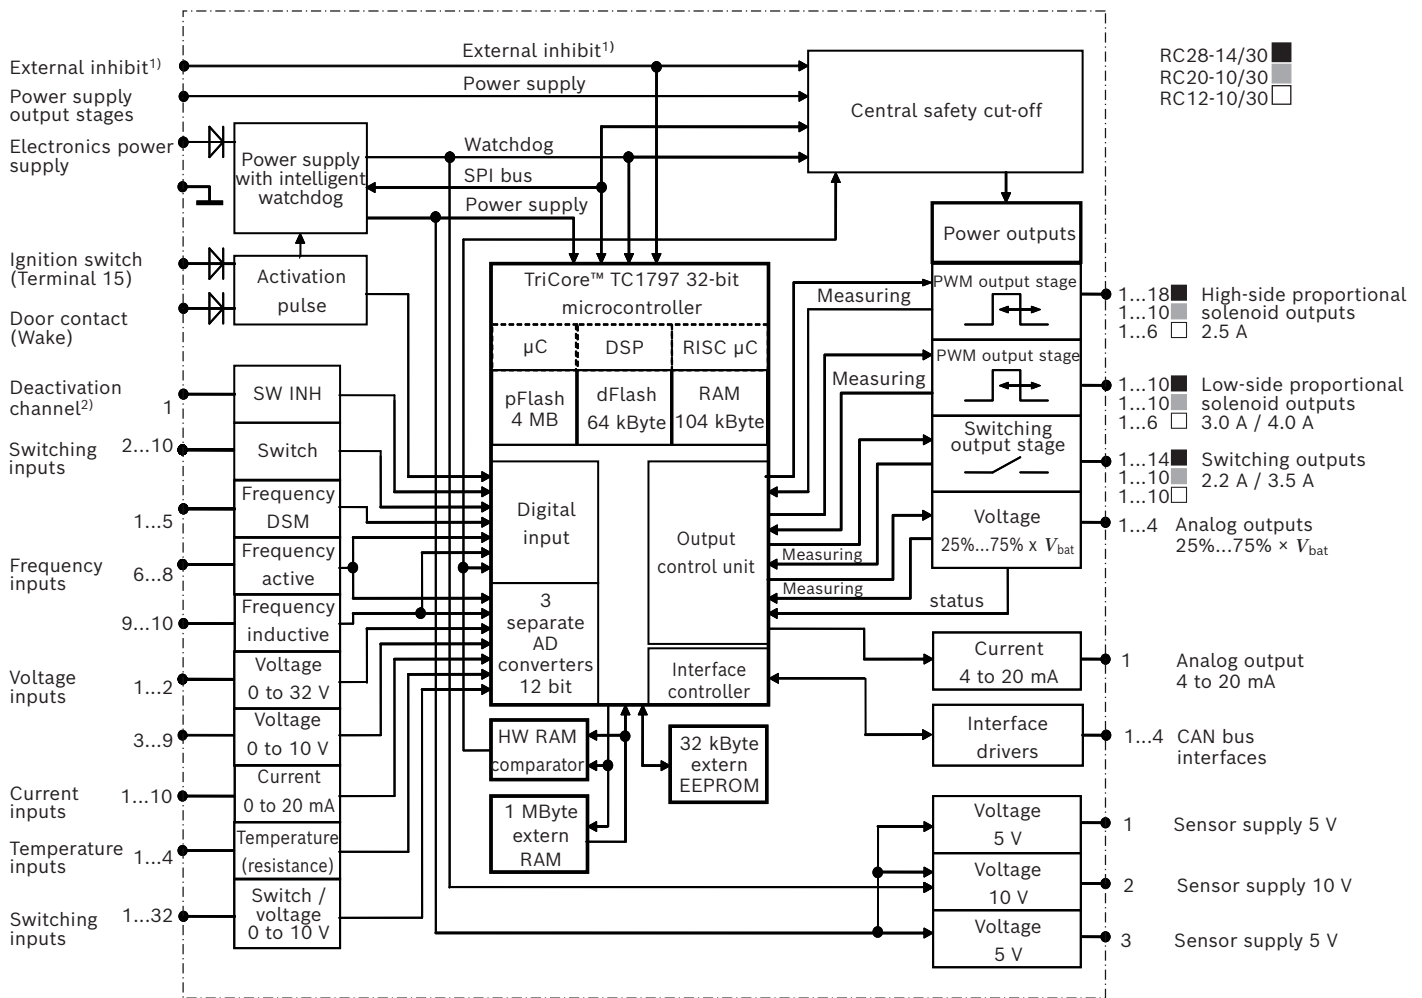 External inhibit1)
Power supply
output stages
Electronics power
supply
Ignition switch
(Terminal 15)
Door contact
(Wake)
Deactivation
channel2)
1
Switching
inputs
2...10
1...5
Frequency
inputs
6...8
9...10
Voltage
inputs
1...2
3...9
Current
inputs
1...10
Temperature
inputs
1...4
Switching
inputs
1...32
External inhibit1)
Power supply
Watchdog
SPI bus
Power supply
Power supply
with intelligent
watchdog
Activation
pulse
SW INH
Switch
Frequency
DSM
Frequency
active
Frequency
inductive
Voltage
0 to 32 V
Voltage
0 to 10 V
Current
0 to 20 mA
Temperature
(resistance)
Switch /
voltage
0 to 10 V
TriCore™ TC1797 32-bit
microcontroller
µC
DSP
RISC µC
pFlash
4 MB
dFlash
64 kByte
RAM
104 kByte
Digital
input
3
separate
AD
converters
12 bit
Output
control unit
Interface
controller
HW RAM
comparator
1 MByte
extern
RAM
32 kByte
extern
EEPROM
Central safety cut-off
Power outputs
PWM output stage
Measuring
PWM output stage
Measuring
Switching
output stage
Measuring
Voltage
25%...75% x Vbat
Measuring
status
Current
4 to 20 mA
Interface
drivers
Voltage
5 V
Voltage
10 V
Voltage
5 V
RC28-14/30
RC20-10/30
RC12-10/30
1...18 High-side proportional
1...10 solenoid outputs
1...6 2.5 A
1...10 Low-side proportional
1...10 solenoid outputs
1...6 3.0 A / 4.0 A
1...14 Switching outputs
1...10 2.2 A / 3.5 A
1...10
1...4 Analog outputs
25%...75% × Vbat
1 Analog output
4 to 20 mA
1...4 CAN bus
interfaces
1 Sensor supply 5 V
2 Sensor supply 10 V
3 Sensor supply 5 V